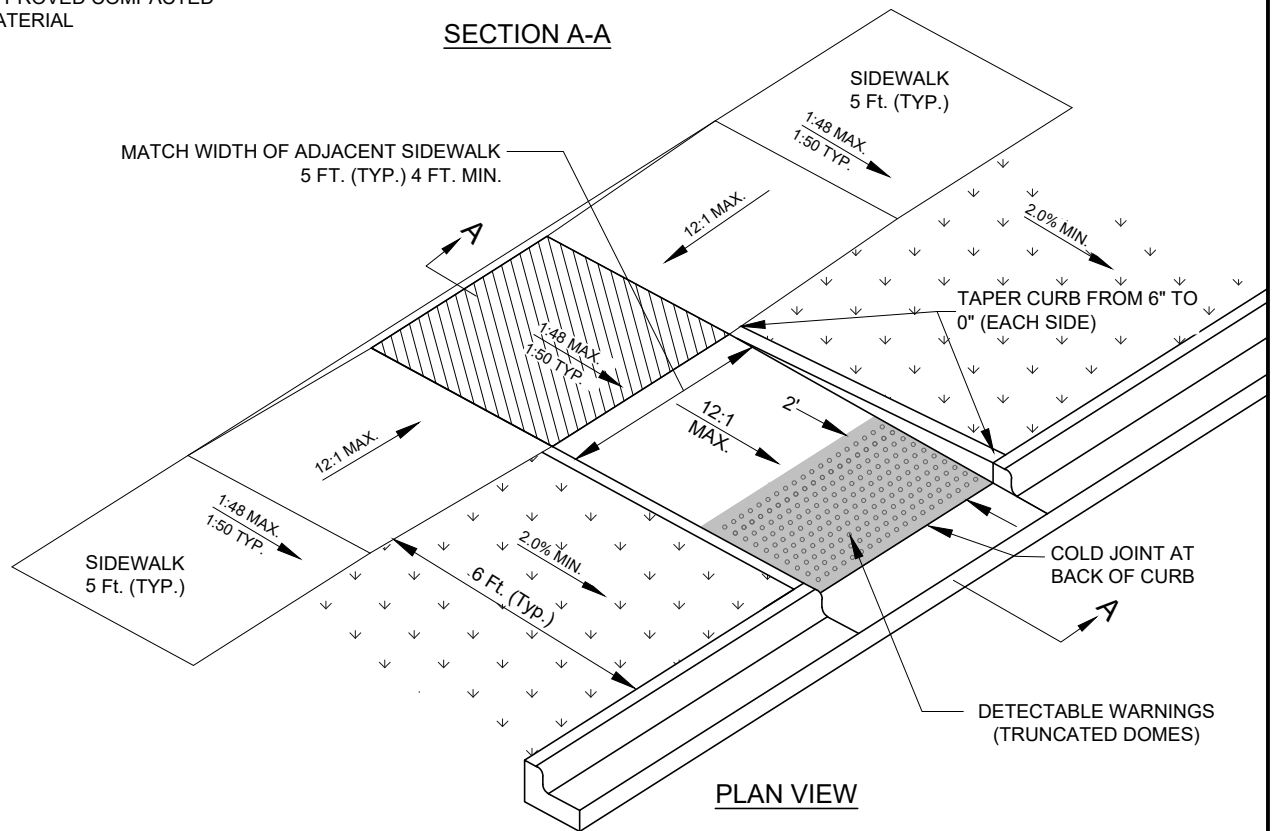 ATERIAL
SECTION A-A
SIDEWALK
5 Ft. (TYP.)
1:48 MAX.
1:50 TYP.
MATCH WIDTH OF ADJACENT SIDEWALK
5 FT. (TYP.) 4 FT. MIN.
12:1 MAX.
2.0% MIN.
A
TAPER CURB FROM 6" TO
0" (EACH SIDE)
1:48 MAX.
1:50 TYP.
12:1
MAX.
2'
12:1 MAX.
1:48 MAX.
1:50 TYP.
SIDEWALK
5 Ft. (TYP.)
2.0% MIN.
6 Ft. (Typ.)
COLD JOINT AT
BACK OF CURB
A
DETECTABLE WARNINGS
(TRUNCATED DOMES)
PLAN VIEW